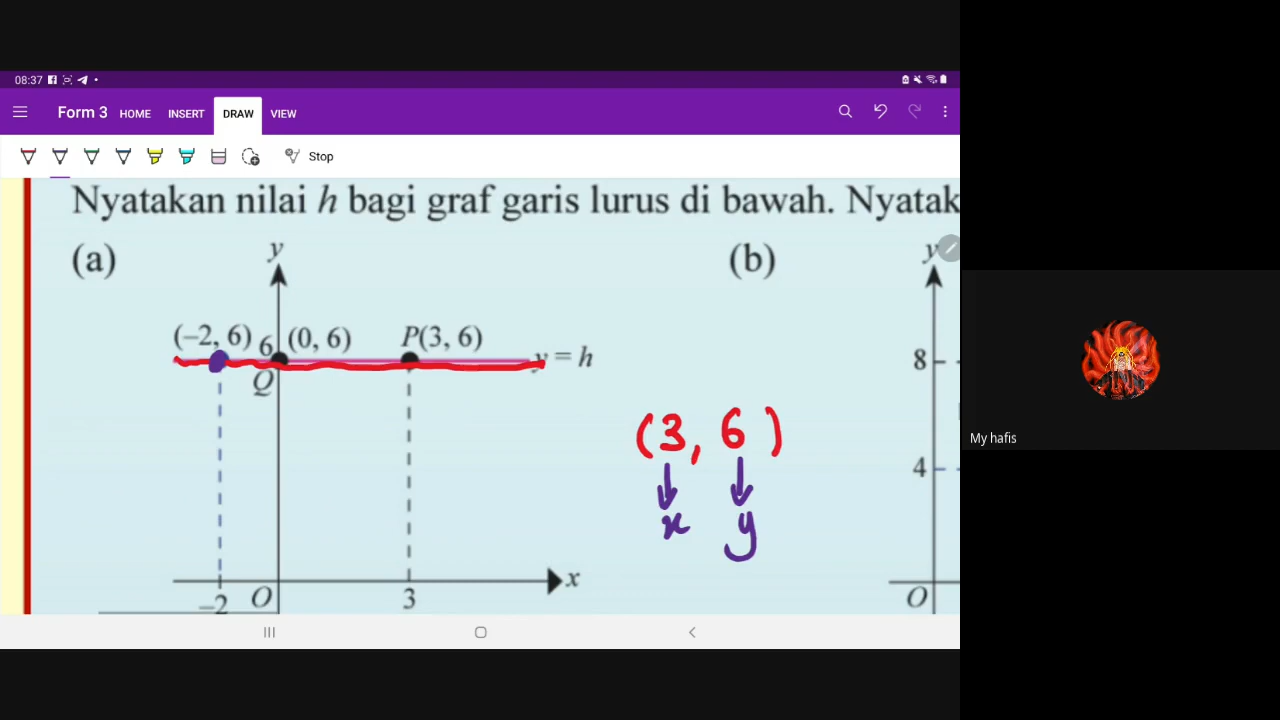 08:37
Form 3 HOME INSERT DRAW VIEW
Stop
Nyatakan nilai h bagi graf garis lurus di bawah. Nyatak
(a) y (b) y
(–2, 6) 6 (0, 6) P(3, 6)
y = h 8
Q
(3, 6)
4
x y
x
–2 O 3 O
My hafis